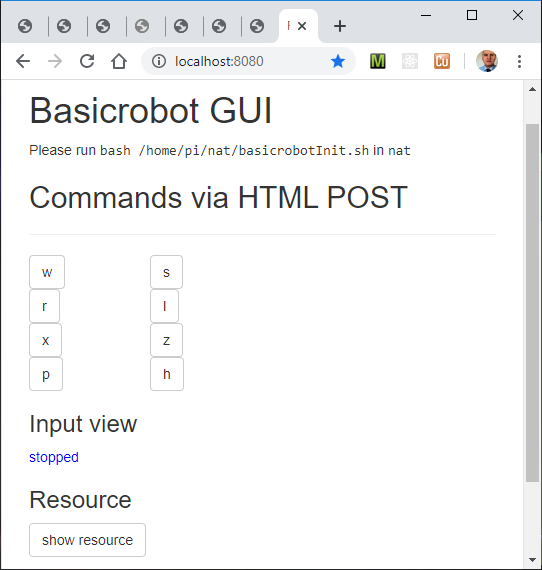 localhost:8080
Basicrobot GUI
Please run bash /home/pi/nat/basicrobotInit.sh in nat
Commands via HTML POST
w s
r l
x z
p h
Input view
stopped
Resource
show resource